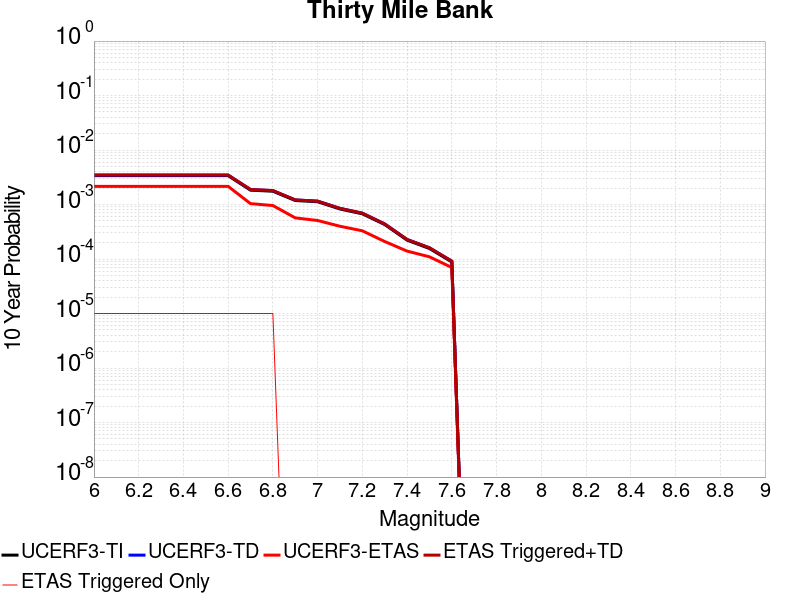 Thirty Mile Bank
10^0
10^-1
10^-2
10^-3
10^-4
10^-5
10^-6
10^-7
10^-8
10 Year Probability
6 6.2 6.4 6.6 6.8 7 7.2 7.4 7.6 7.8 8 8.2 8.4 8.6 8.8 9
Magnitude
UCERF3-TI UCERF3-TD UCERF3-ETAS ETAS Triggered+TD
ETAS Triggered Only